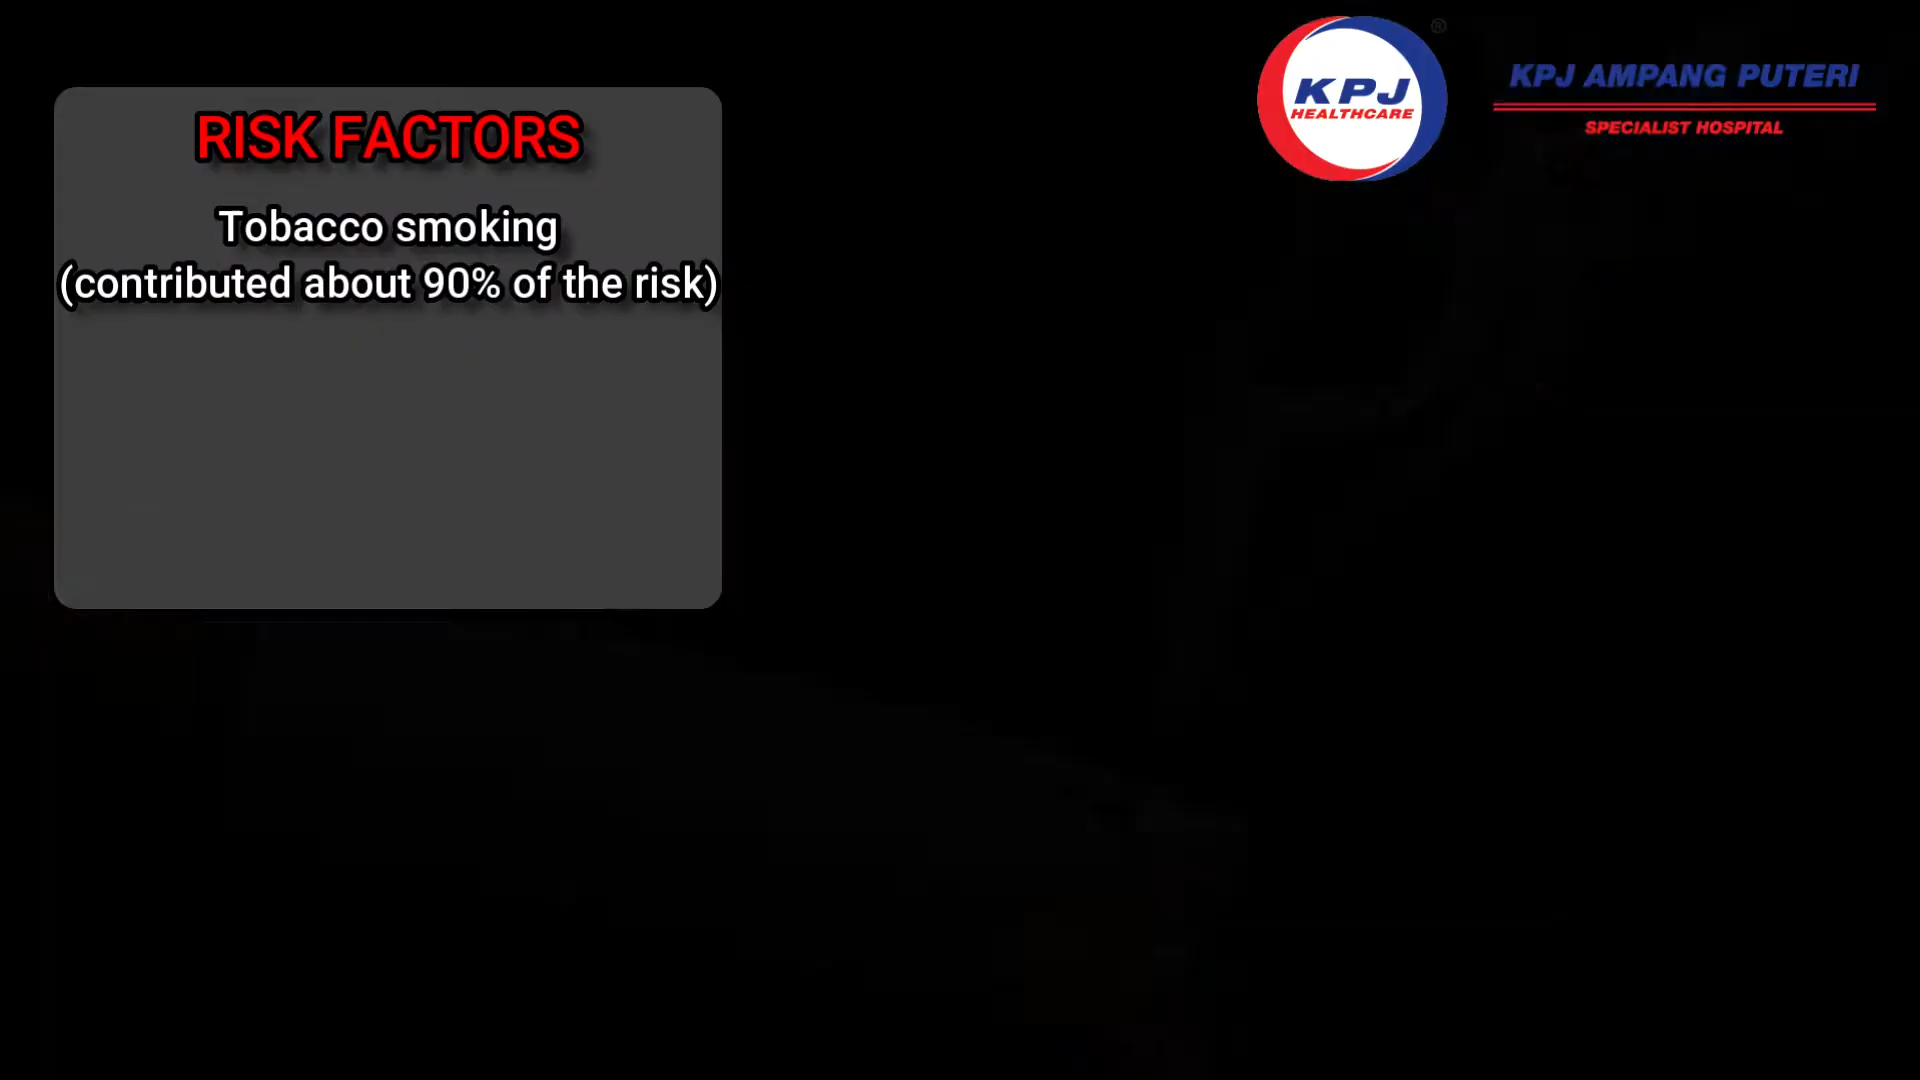 KPJ
HEALTHCARE
®
KPJ AMPANG PUTERI
SPECIALIST HOSPITAL
RISK FACTORS
Tobacco smoking
(contributed about 90% of the risk)